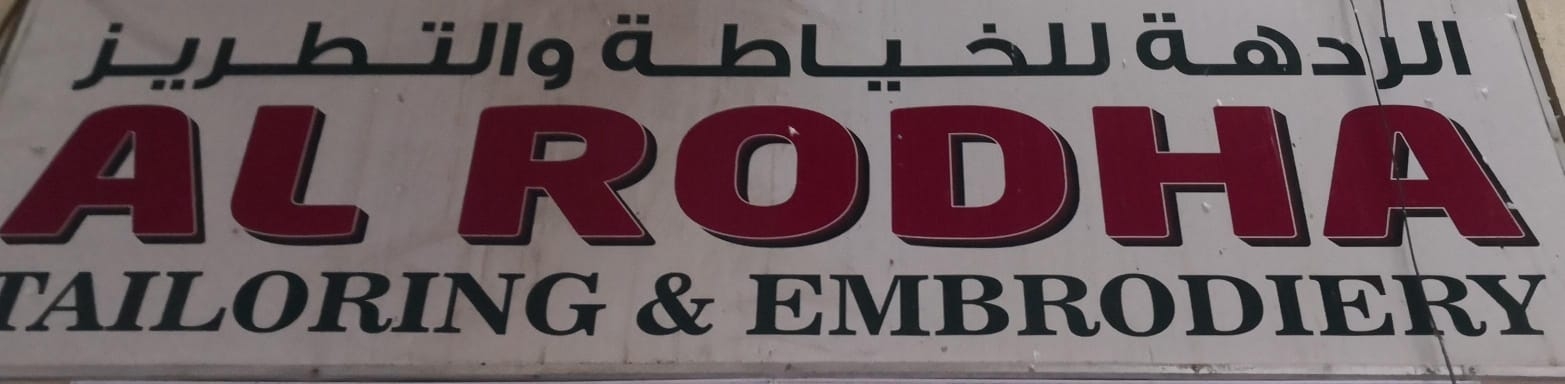 الردهة للخياطة والتطريز
AL RODHA
TAILORING & EMBRODIERY